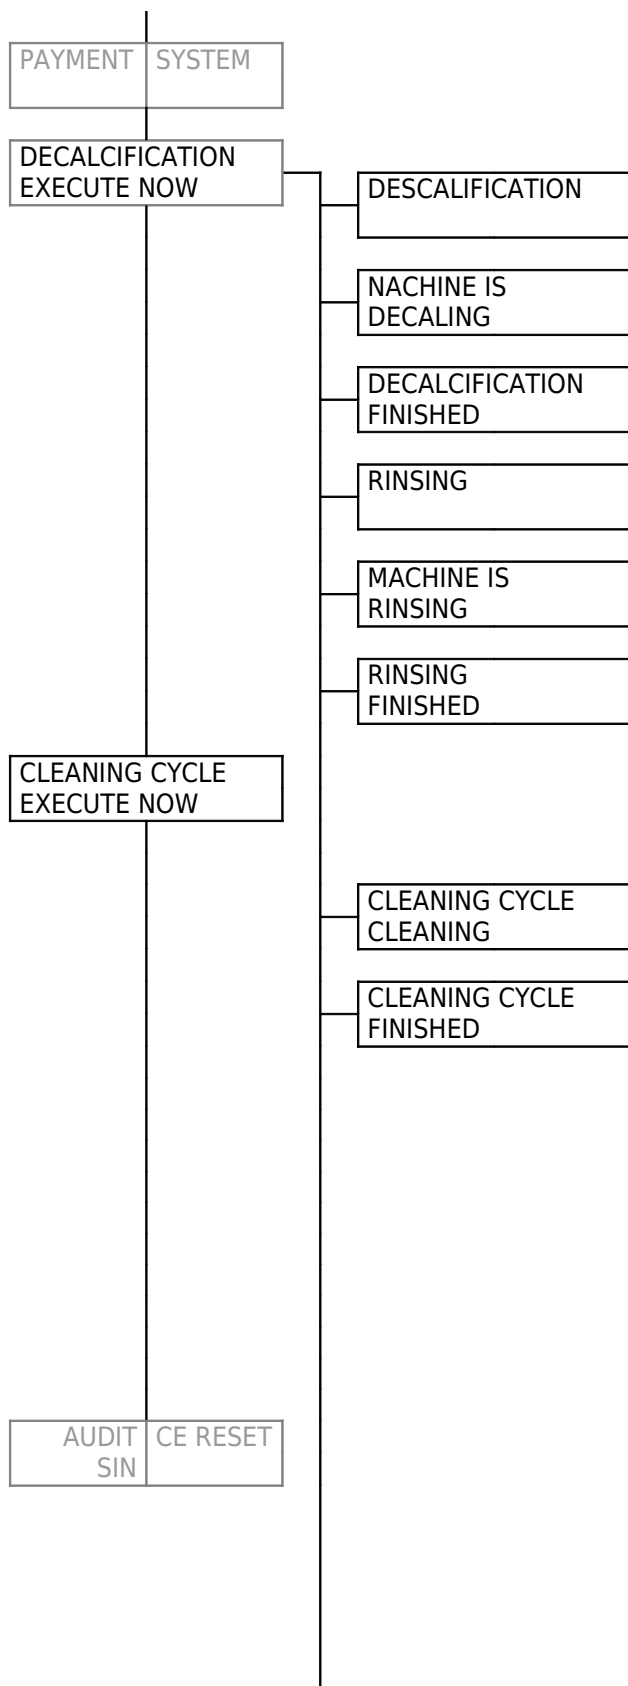 PAYMENT SYSTEM
DECALCIFICATION
EXECUTE NOW
DESCALIFICATION
NACHINE IS
DECALING
DECALCIFICATION
FINISHED
RINSING
MACHINE IS
RINSING
RINSING
FINISHED
CLEANING CYCLE
EXECUTE NOW
CLEANING CYCLE
CLEANING
CLEANING CYCLE
FINISHED
AUDIT CE RESET
SIN